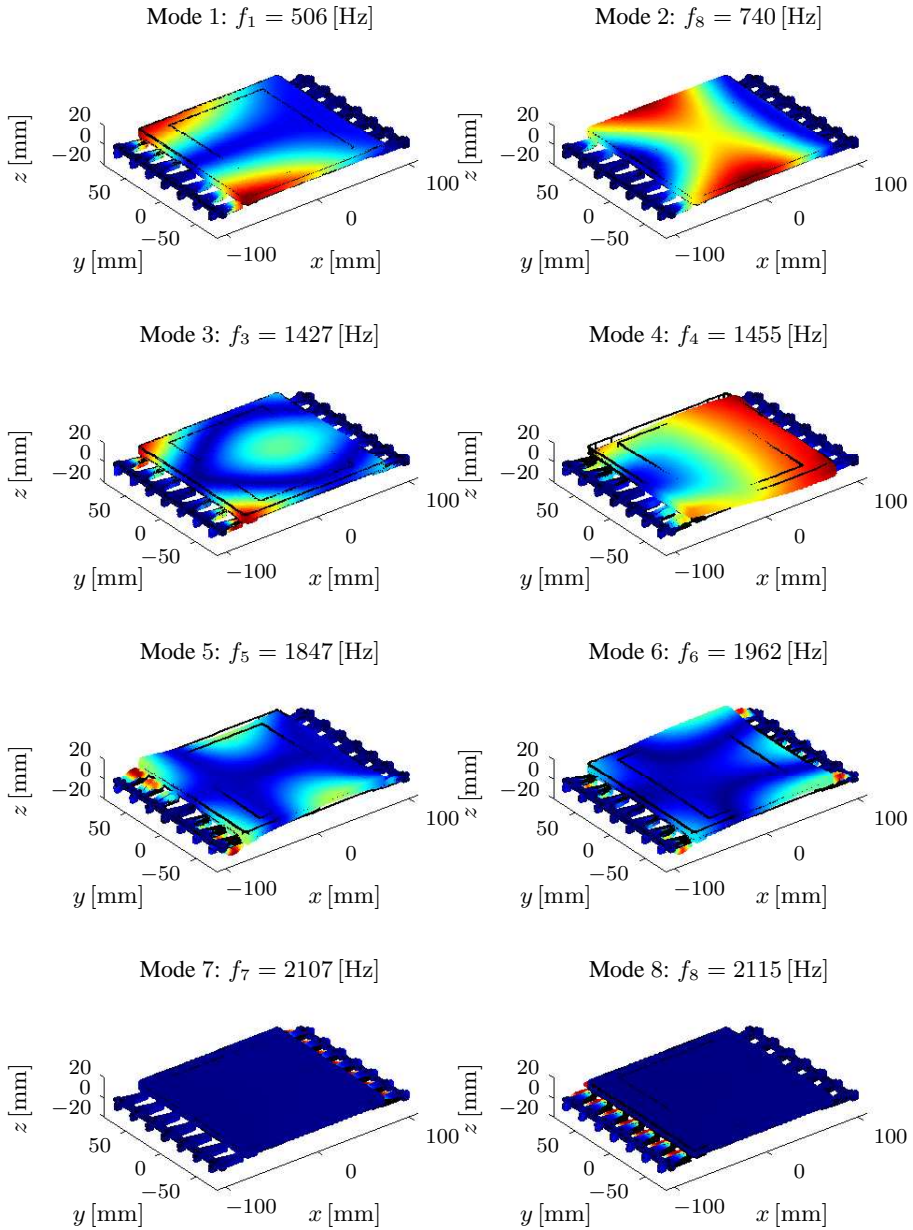 Mode 1: f₁ = 506 [Hz]
Mode 2: f₈ = 740 [Hz]
z [mm]
20
0
−20
50
0
−50
y [mm]
−100
0
100
x [mm]
z [mm]
20
0
−20
50
0
−50
y [mm]
−100
0
100
x [mm]
Mode 3: f₃ = 1427 [Hz]
Mode 4: f₄ = 1455 [Hz]
z [mm]
20
0
−20
50
0
−50
y [mm]
−100
0
100
x [mm]
z [mm]
20
0
−20
50
0
−50
y [mm]
−100
0
100
x [mm]
Mode 5: f₅ = 1847 [Hz]
Mode 6: f₆ = 1962 [Hz]
z [mm]
20
0
−20
50
0
−50
y [mm]
−100
0
100
x [mm]
z [mm]
20
0
−20
50
0
−50
y [mm]
−100
0
100
x [mm]
Mode 7: f₇ = 2107 [Hz]
Mode 8: f₈ = 2115 [Hz]
z [mm]
20
0
−20
50
0
−50
y [mm]
−100
0
100
x [mm]
z [mm]
20
0
−20
50
0
−50
y [mm]
−100
0
100
x [mm]